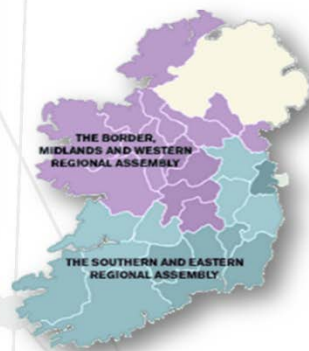 THE BORDER,
MIDLANDS AND WESTERN
REGIONAL ASSEMBLY
THE SOUTHERN AND EASTERN
REGIONAL ASSEMBLY